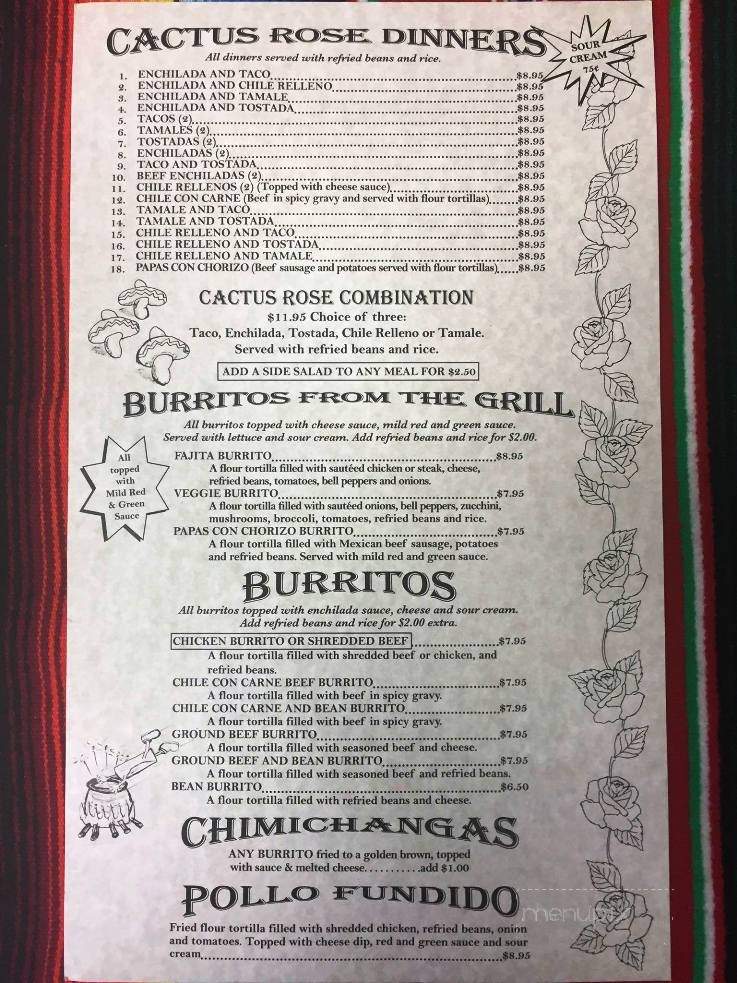 CACTUS ROSE DINNERS
All dinners served with refried beans and rice.
SOUR
CREAM
75¢
1. ENCHILADA AND TACO $8.95
2. ENCHILADA AND CHILE RELLENO $8.95
3. ENCHILADA AND TAMALE $8.95
4. ENCHILADA AND TOSTADA $8.95
5. TACOS (2) $8.95
6. TAMALES (2) $8.95
7. TOSTADAS (2) $8.95
8. ENCHILADAS (2) $8.95
9. TACO AND TOSTADA $8.95
10. BEEF ENCHILADAS (2) $8.95
11. CHILE RELLENOS (2) (Topped with cheese sauce) $8.95
12. CHILE CON CARNE (Beef in spicy gravy and served with flour tortillas) $8.95
13. TAMALE AND TACO $8.95
14. TAMALE AND TOSTADA $8.95
15. CHILE RELLENO AND TACO $8.95
16. CHILE RELLENO AND TOSTADA $8.95
17. CHILE RELLENO AND TAMALE $8.95
18. PAPAS CON CHORIZO (Beef sausage and potatoes served with flour tortillas) $8.95
CACTUS ROSE COMBINATION
$11.95 Choice of three:
Taco, Enchilada, Tostada, Chile Relleno or Tamale.
Served with refried beans and rice.
ADD A SIDE SALAD TO ANY MEAL FOR $2.50
BURRITOS FROM THE GRILL
All burritos topped with cheese sauce, mild red and green sauce.
Served with lettuce and sour cream. Add refried beans and rice for $2.00.
All
topped
with
Mild Red
& Green
Sauce
FAJITA BURRITO $8.95
A flour tortilla filled with sautéed chicken or steak, cheese,
refried beans, tomatoes, bell peppers and onions.
VEGGIE BURRITO $7.95
A flour tortilla filled with sautéed onions, bell peppers, zucchini,
mushrooms, broccoli, tomatoes, refried beans and rice.
PAPAS CON CHORIZO BURRITO $7.95
A flour tortilla filled with Mexican beef sausage, potatoes
and refried beans. Served with mild red and green sauce.
BURRITOS
All burritos topped with enchilada sauce, cheese and sour cream.
Add refried beans and rice for $2.00 extra.
CHICKEN BURRITO OR SHREDDED BEEF $7.95
A flour tortilla filled with shredded beef or chicken, and
refried beans.
CHILE CON CARNE BEEF BURRITO $7.95
A flour tortilla filled with beef in spicy gravy.
CHILE CON CARNE AND BEAN BURRITO $7.95
A flour tortilla filled with beef in spicy gravy.
GROUND BEEF BURRITO $7.95
A flour tortilla filled with seasoned beef and cheese.
GROUND BEEF AND BEAN BURRITO $7.95
A flour tortilla filled with seasoned beef and refried beans.
BEAN BURRITO $6.50
A flour tortilla filled with refried beans and cheese.
CHIMICHANGAS
ANY BURRITO fried to a golden brown, topped
with sauce & melted cheese..........add $1.00
POLLO FUNDIDO
Fried flour tortilla filled with shredded chicken, refried beans, onion
and tomatoes. Topped with cheese dip, red and green sauce and sour
cream $8.95